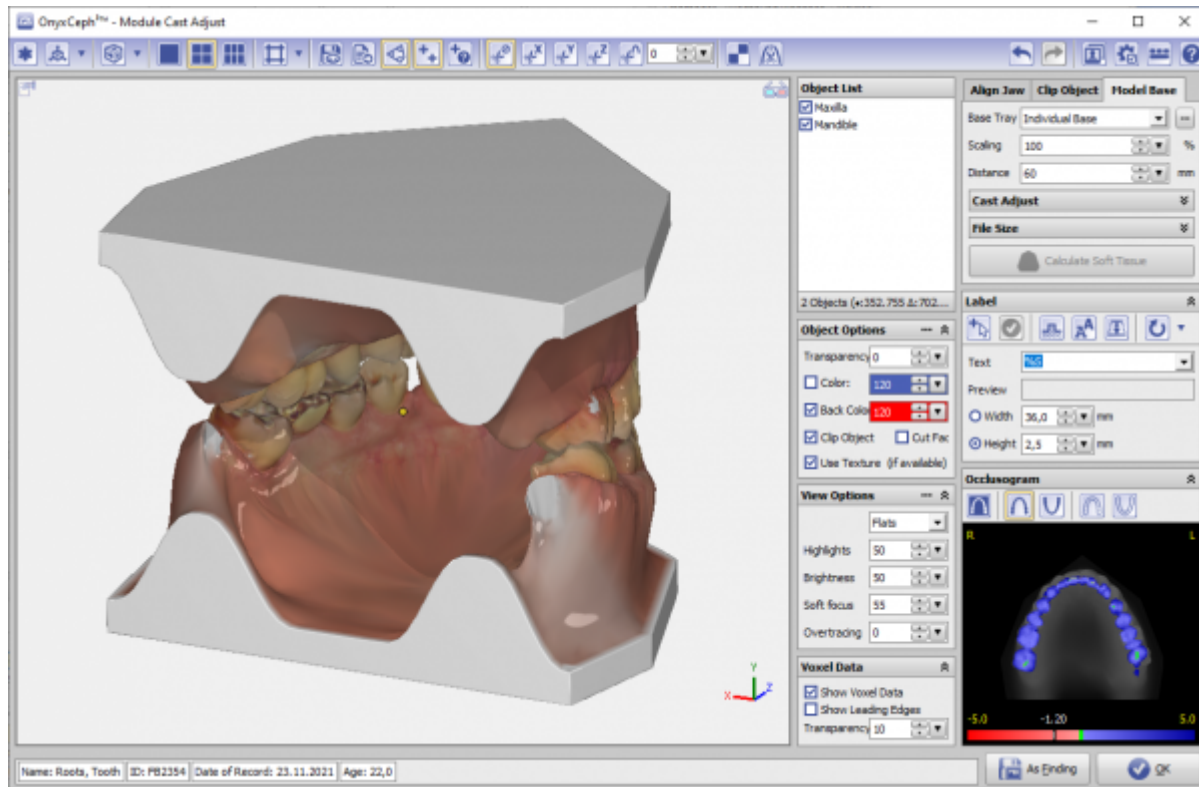 OnyxCeph³™ - Module Cast Adjust
0
Object List
Maxilla
Mandible
2 Objects (+:352.755 Δ:702....
Object Options
Transparency 0
Color: 120
Back Colo 120
Clip Object Cut Fac
Use Texture (if available)
View Options
Flats
Highlights 50
Brightness 50
Soft focus 55
Overtracing 0
Voxel Data
Show Voxel Data
Show Leading Edges
Transparency 10
Align Jaw Clip Object Model Base
Base Tray Individual Base
Scaling 100 %
Distance 60 mm
Cast Adjust
File Size
Calculate Soft Tissue
Label
Text
Preview
Width 36,0 mm
Height 2,5 mm
Occlusogram
R L
-5.0 -1.20 5.0
X Y Z
Name: Roots, Tooth ID: PB2354 Date of Record: 23.11.2021 Age: 22,0
As Finding OK